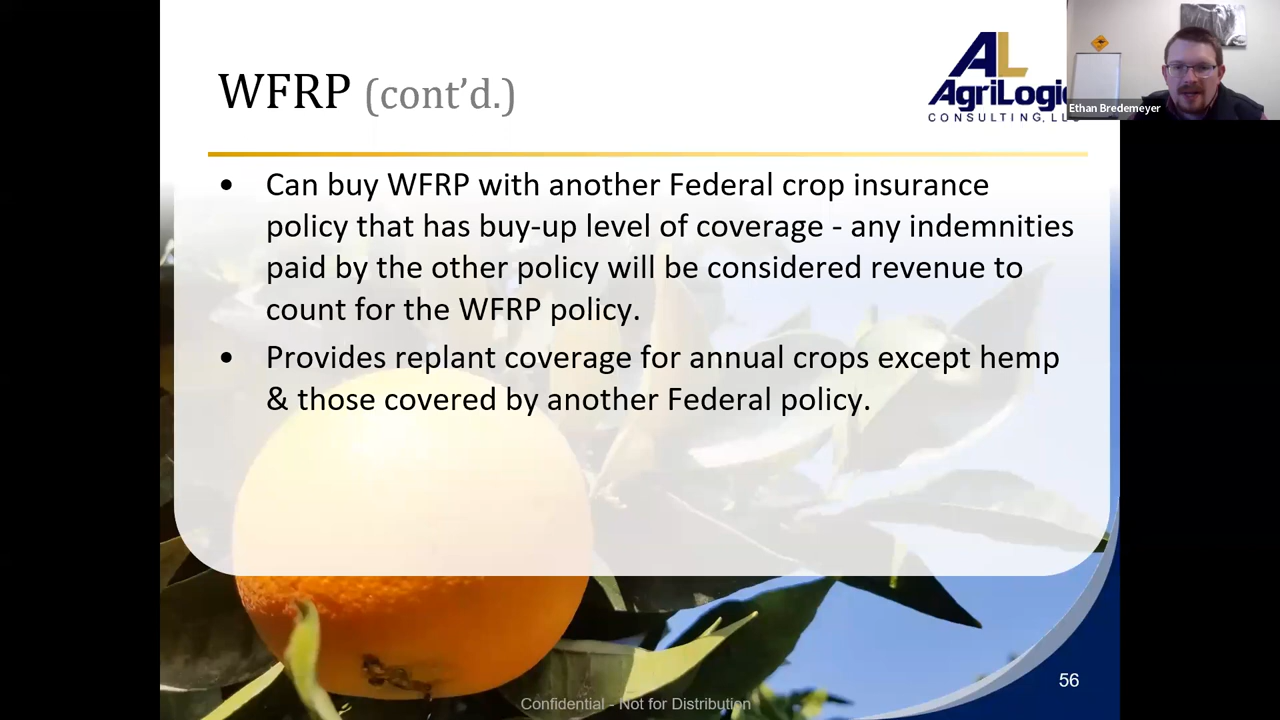 WFRP (cont’d.)
AL
AgriLogic
CONSULTING, LL
Ethan Bredemeyer
• Can buy WFRP with another Federal crop insurance
policy that has buy-up level of coverage - any indemnities
paid by the other policy will be considered revenue to
count for the WFRP policy.
• Provides replant coverage for annual crops except hemp
& those covered by another Federal policy.
56
Confidential - Not for Distribution